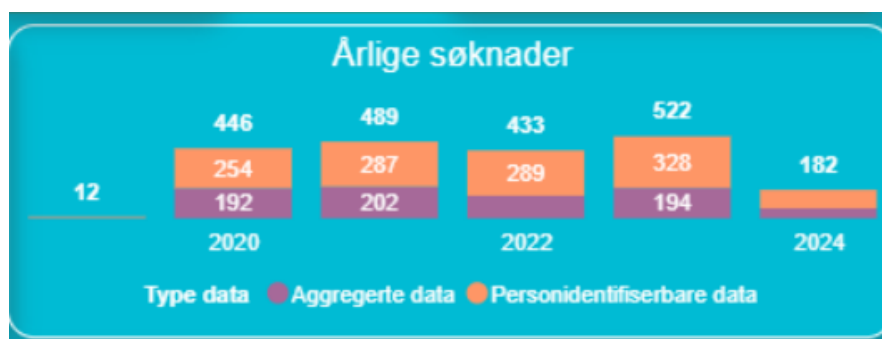 Årlige søknader
446 489 433 522
254 287 289 328 182
12 192 202 194
2020 2022 2024
Type data Aggregerte data Personidentifiserbare data